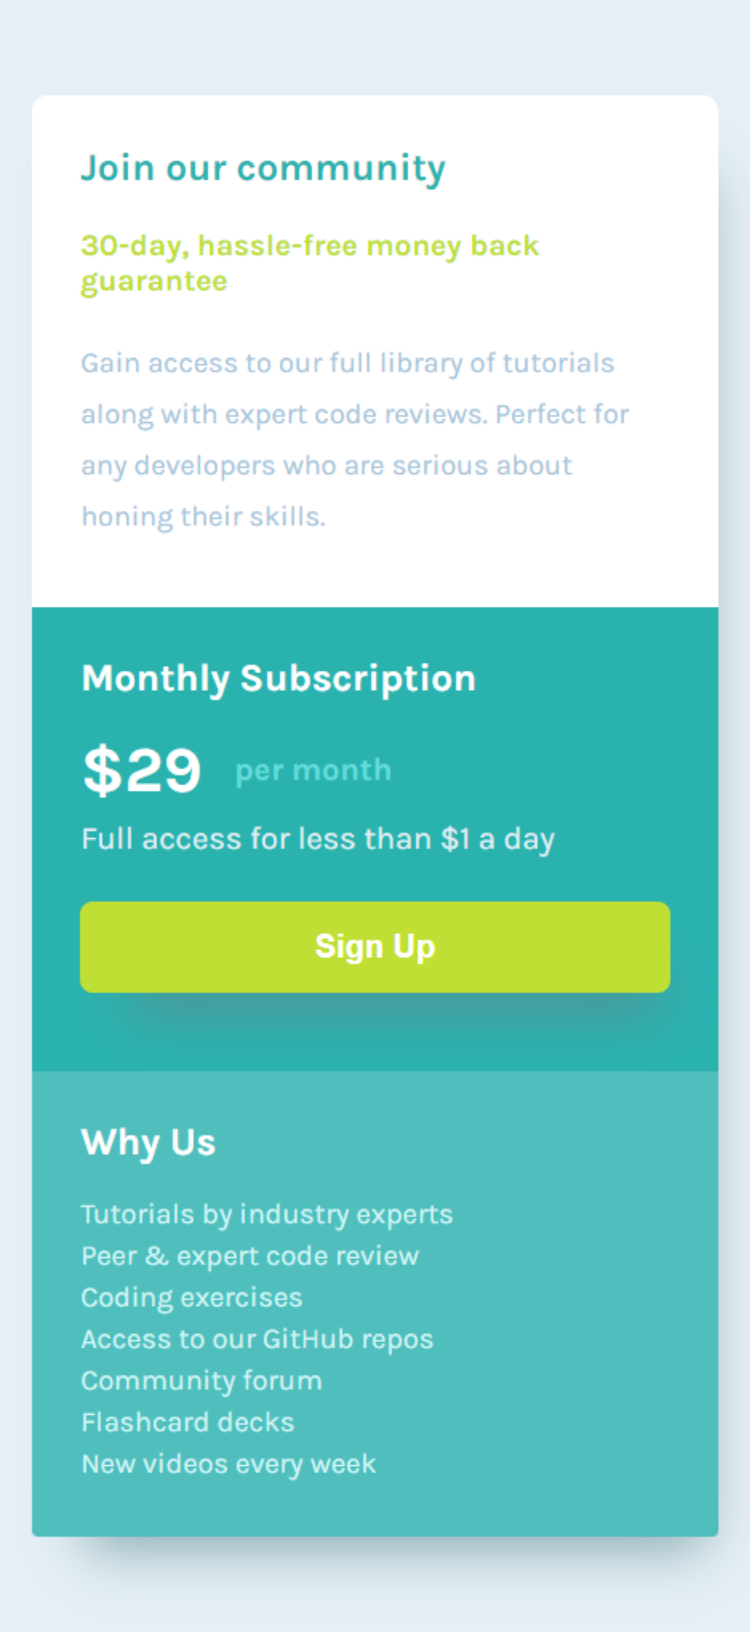 Join our community
30-day, hassle-free money back
guarantee
Gain access to our full library of tutorials
along with expert code reviews. Perfect for
any developers who are serious about
honing their skills.
Monthly Subscription
$29 per month
Full access for less than $1 a day
Sign Up
Why Us
Tutorials by industry experts
Peer & expert code review
Coding exercises
Access to our GitHub repos
Community forum
Flashcard decks
New videos every week